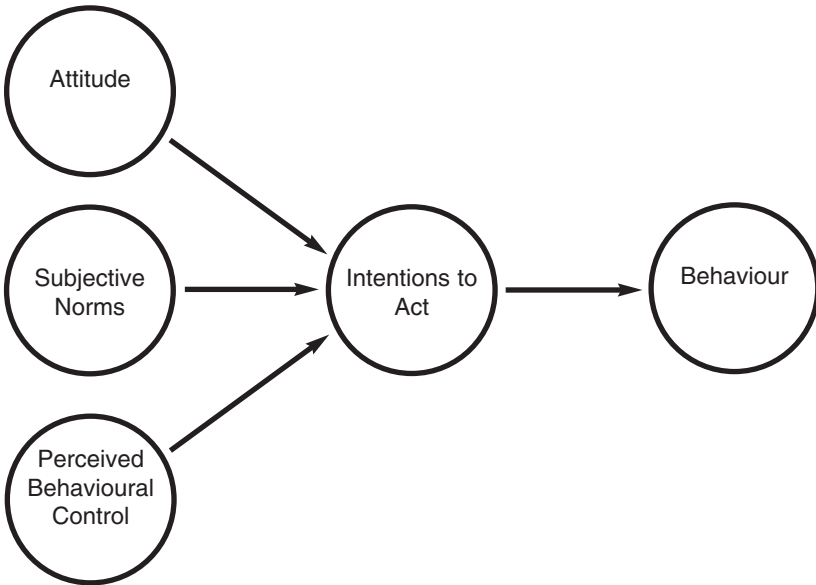 Attitude
Subjective
Norms
Intentions to
Act
Behaviour
Perceived
Behavioural
Control